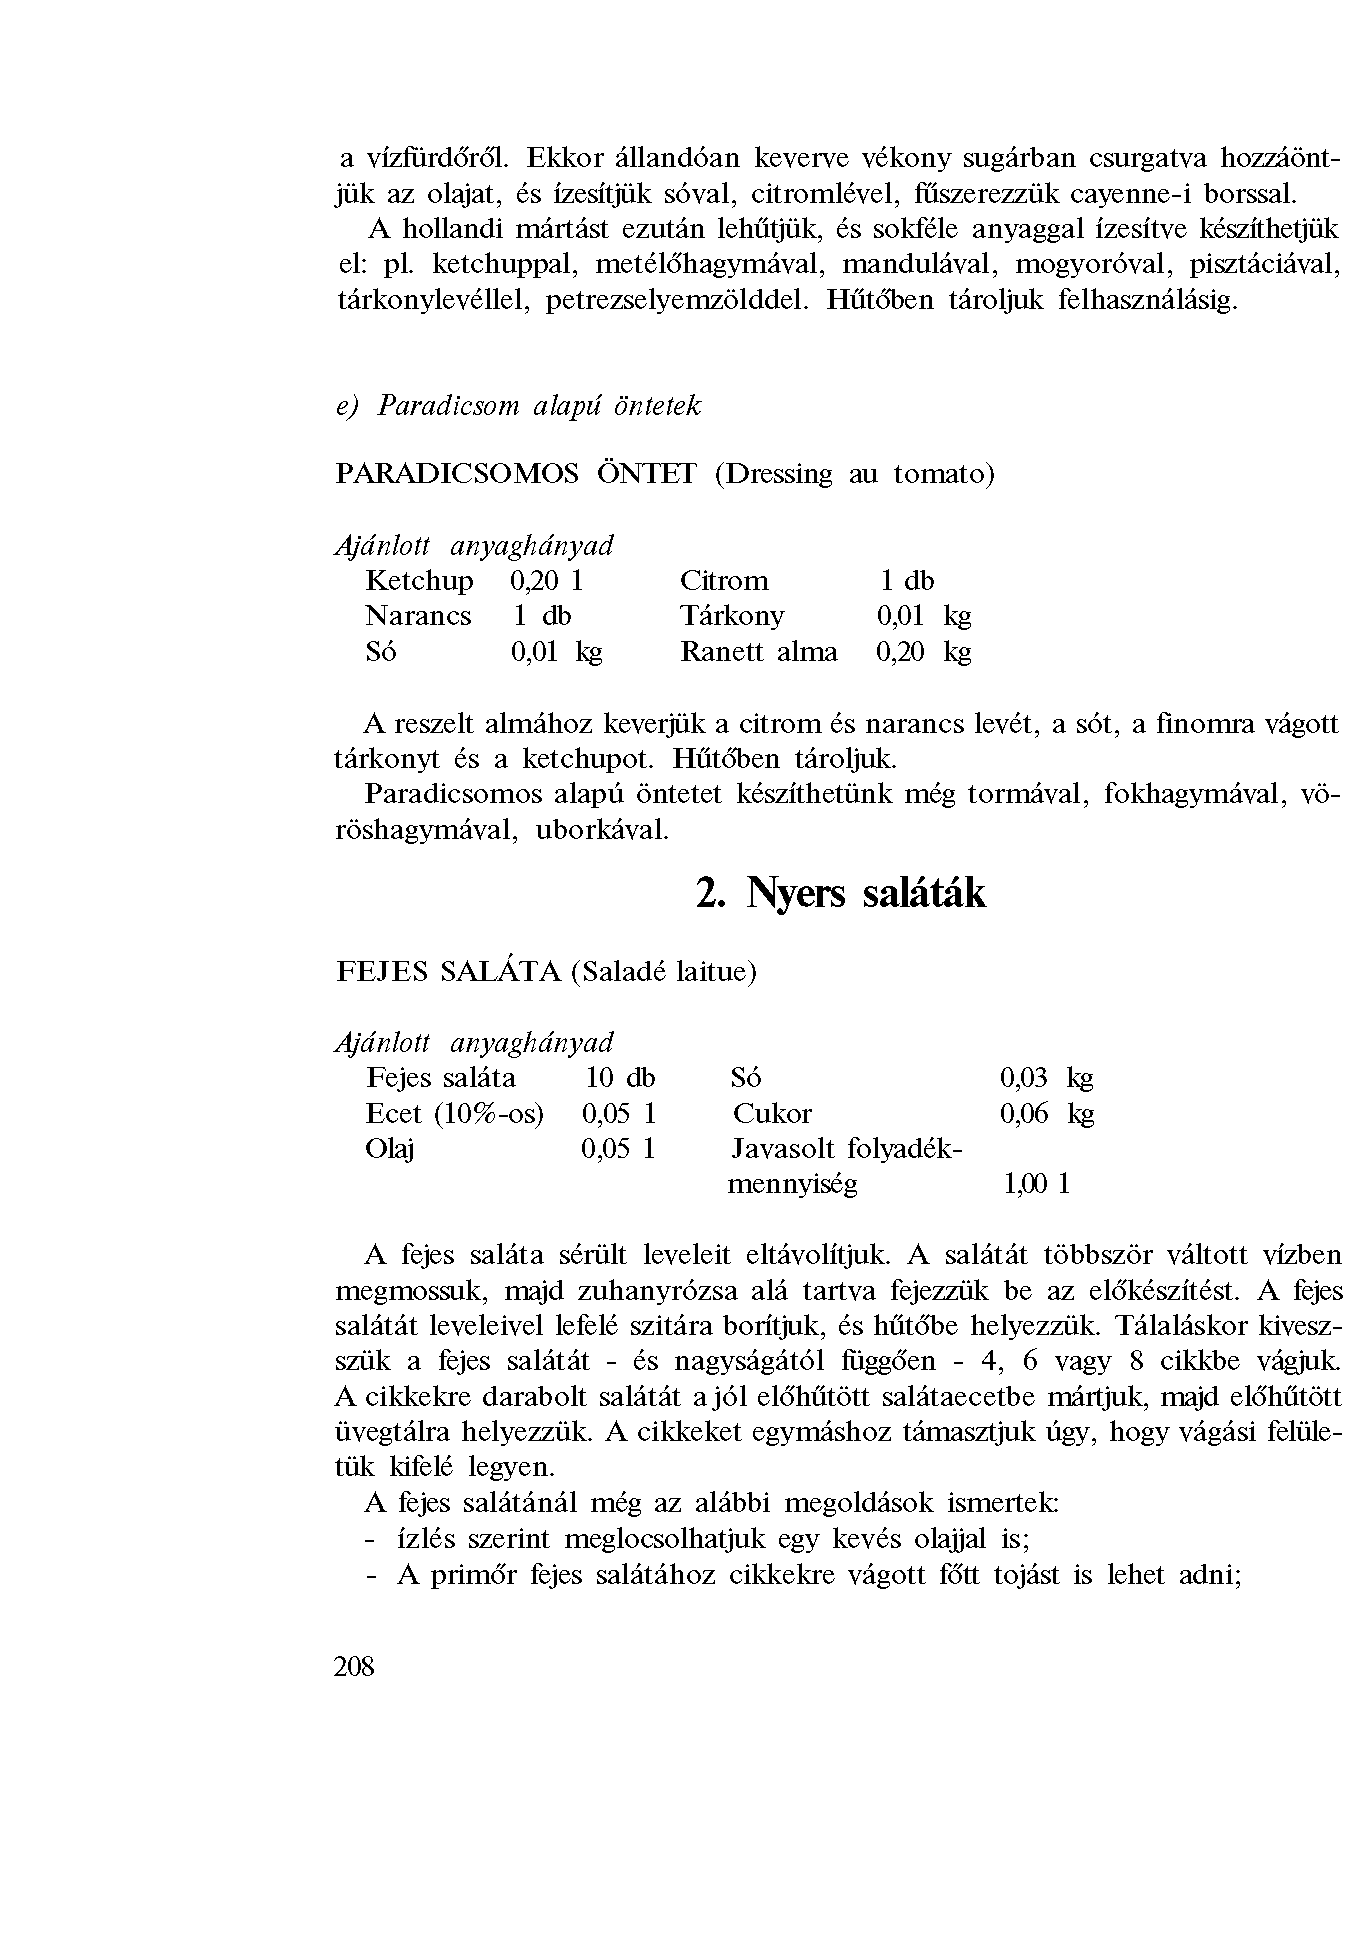 a vízfürdőről. Ekkor állandóan keverve vékony sugárban csurgatva hozzáönt-
jük az olajat, és ízesítjük sóval, citromlével, fűszerezzük cayenne-i borssal.
A hollandi mártást ezután lehűtjük, és sokféle anyaggal ízesítve készíthetjük
el: pl. ketchuppal, metélőhagymával, mandulával, mogyoróval, pisztáciával,
tárkonylevéllel, petrezselyemzölddel. Hűtőben tároljuk felhasználásig.
e) Paradicsom alapú öntetek
PARADICSOMOS ÖNTET (Dressing au tomato)
Ajánlott anyaghányad
Ketchup 0,20 l Citrom 1 db
Narancs 1 db Tárkony 0,01 kg
Só 0,01 kg Ranett alma 0,20 kg
A reszelt almához keverjük a citrom és narancs levét, a sót, a finomra vágott
tárkonyt és a ketchupot. Hűtőben tároljuk.
Paradicsomos alapú öntetet készíthetünk még tormával, fokhagymával, vö-
röshagymával, uborkával.
2. Nyers saláták
FEJES SALÁTA (Saladé laitue)
Ajánlott anyaghányad
Fejes saláta 10 db Só 0,03 kg
Ecet (10%-os) 0,05 l Cukor 0,06 kg
Olaj 0,05 l Javasolt folyadék-
mennyiség 1,00 l
A fejes saláta sérült leveleit eltávolítjuk. A salátát többször váltott vízben
megmossuk, majd zuhanyrózsa alá tartva fejezzük be az előkészítést. A fejes
salátát leveleivel lefelé szitára borítjuk, és hűtőbe helyezzük. Tálaláskor kivesz-
szük a fejes salátát - és nagyságától függően - 4, 6 vagy 8 cikkbe vágjuk.
A cikkekre darabolt salátát a jól előhűtött salátaecetbe mártjuk, majd előhűtött
üvegtálra helyezzük. A cikkeket egymáshoz támasztjuk úgy, hogy vágási felüle-
tük kifelé legyen.
A fejes salátánál még az alábbi megoldások ismertek:
- ízlés szerint meglocsolhatjuk egy kevés olajjal is;
- A primőr fejes salátához cikkekre vágott főtt tojást is lehet adni;
208